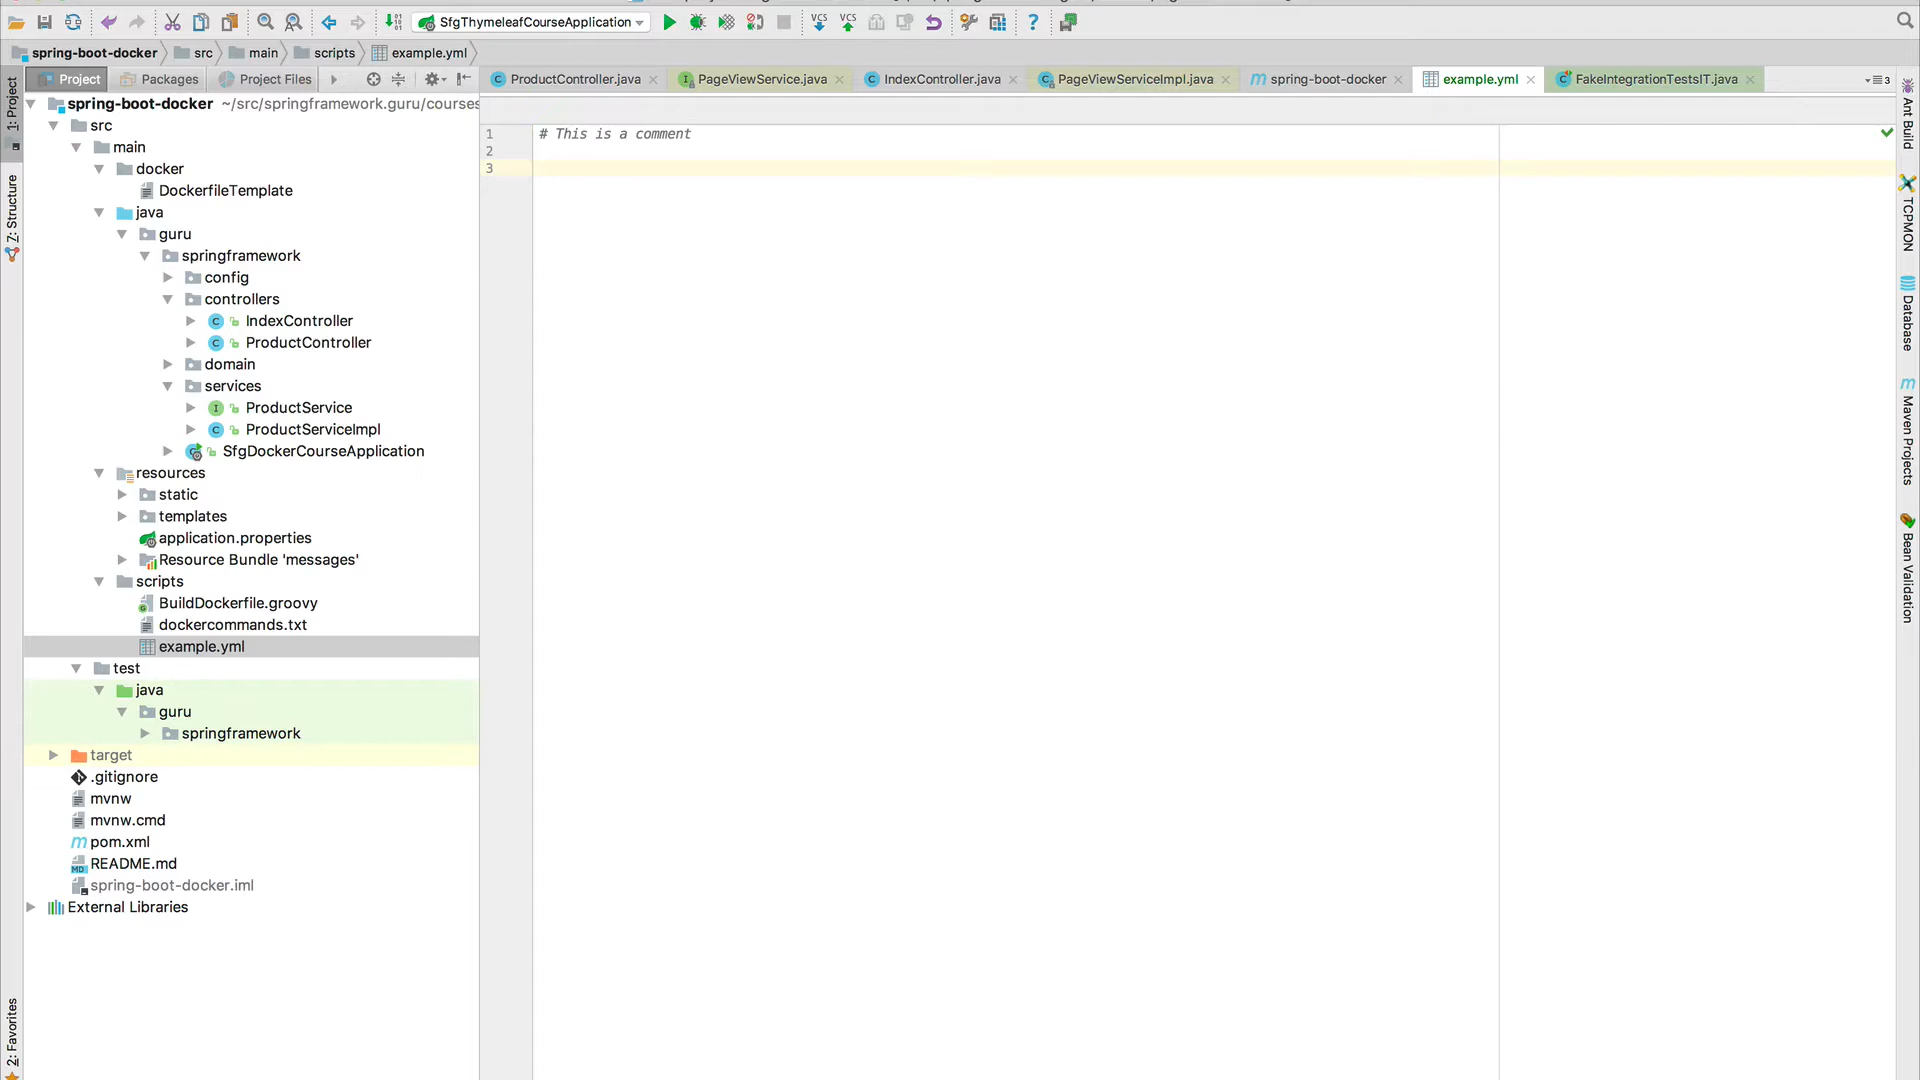 SfgThymeleafCourseApplication
VCS VCS ?
spring-boot-docker src main scripts example.yml
Project Packages Project Files
ProductController.java PageViewService.java IndexController.java PageViewServiceImpl.java spring-boot-docker example.yml FakeIntegrationTestsIT.java 3
spring-boot-docker ~/src/springframework.guru/courses
src
main
docker
DockerfileTemplate
java
guru
springframework
config
controllers
IndexController
ProductController
domain
services
ProductService
ProductServiceImpl
SfgDockerCourseApplication
resources
static
templates
application.properties
Resource Bundle 'messages'
scripts
BuildDockerfile.groovy
dockercommands.txt
example.yml
test
java
guru
springframework
target
.gitignore
mvnw
mvnw.cmd
pom.xml
README.md
spring-boot-docker.iml
External Libraries
1 # This is a comment
2
3
1: Project
Z: Structure
2: Favorites
Ant Build
TCPMON
Database
Maven Projects
Bean Validation